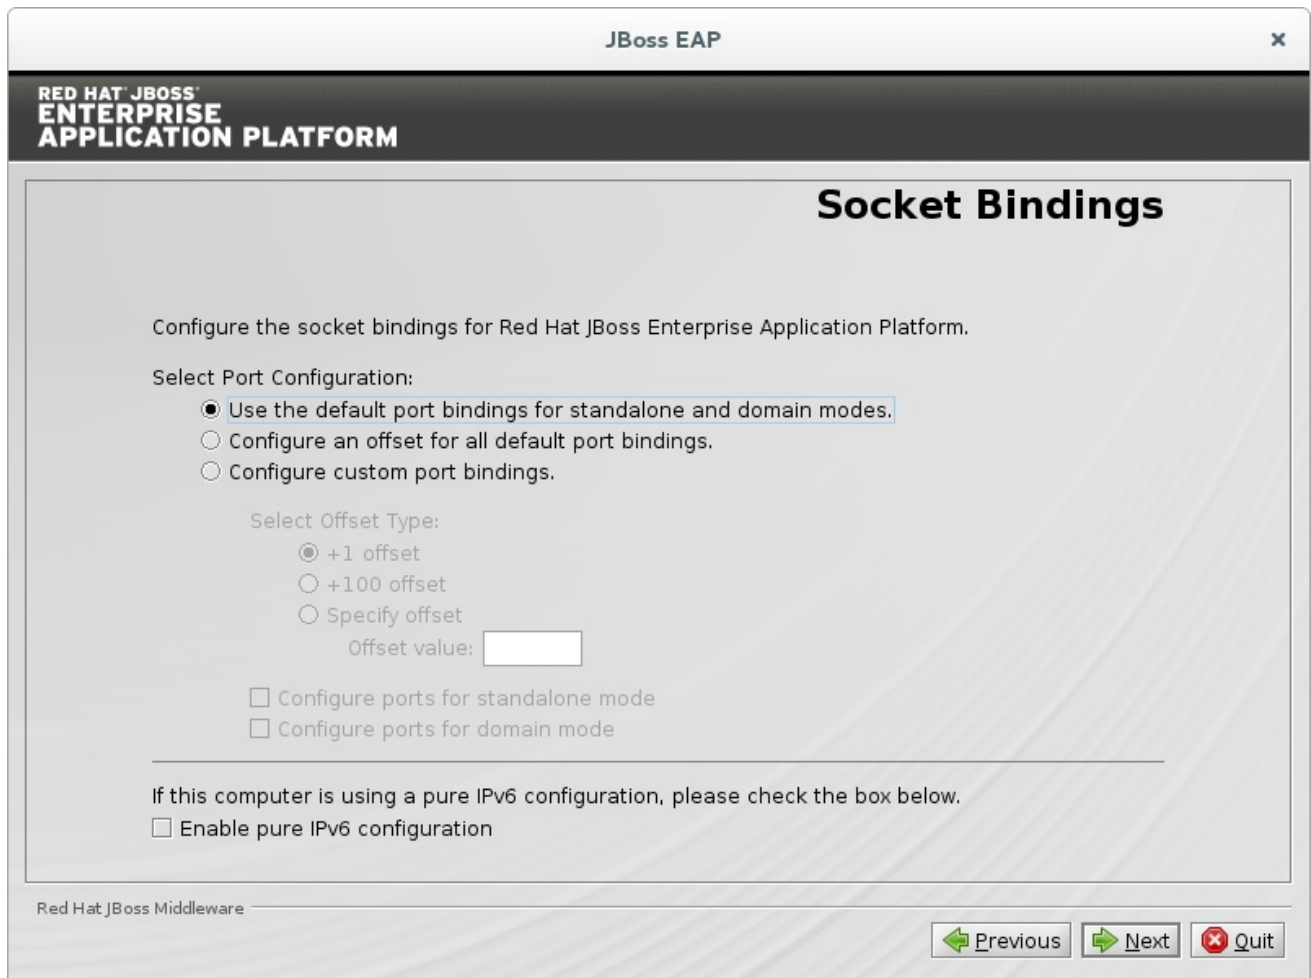 JBoss EAP
RED HAT JBOSS
ENTERPRISE
APPLICATION PLATFORM
Socket Bindings
Configure the socket bindings for Red Hat JBoss Enterprise Application Platform.
Select Port Configuration:
Use the default port bindings for standalone and domain modes.
Configure an offset for all default port bindings.
Configure custom port bindings.
Select Offset Type:
+1 offset
+100 offset
Specify offset
Offset value:
Configure ports for standalone mode
Configure ports for domain mode
If this computer is using a pure IPv6 configuration, please check the box below.
Enable pure IPv6 configuration
Red Hat JBoss Middleware
Previous Next Quit